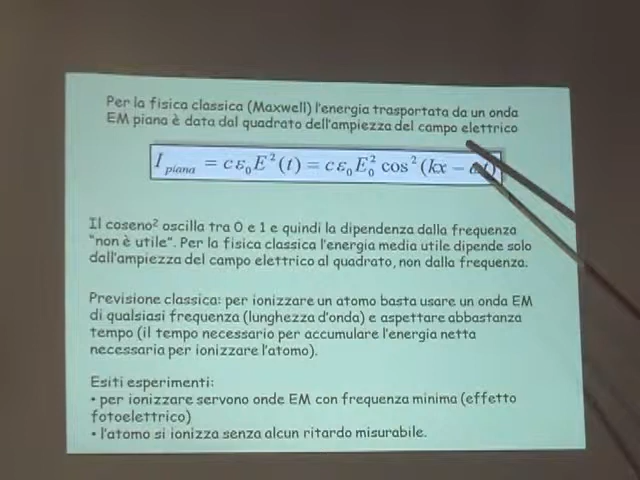 Per la fisica classica (Maxwell) l'energia trasportata da un onda
EM piana è data dal quadrato dell'ampiezza del campo elettrico
I piana = cε₀E²(t) = cε₀E₀² cos²(kx − ωt)
Il coseno² oscilla tra 0 e 1 e quindi la dipendenza dalla frequenza
"non è utile". Per la fisica classica l'energia media utile dipende solo
dall'ampiezza del campo elettrico al quadrato, non dalla frequenza.
Previsione classica: per ionizzare un atomo basta usare un onda EM
di qualsiasi frequenza (lunghezza d'onda) e aspettare abbastanza
tempo (il tempo necessario per accumulare l'energia netta
necessaria per ionizzare l'atomo).
Esiti esperimenti:
• per ionizzare servono onde EM con frequenza minima (effetto
fotoelettrico)
• l'atomo si ionizza senza alcun ritardo misurabile.